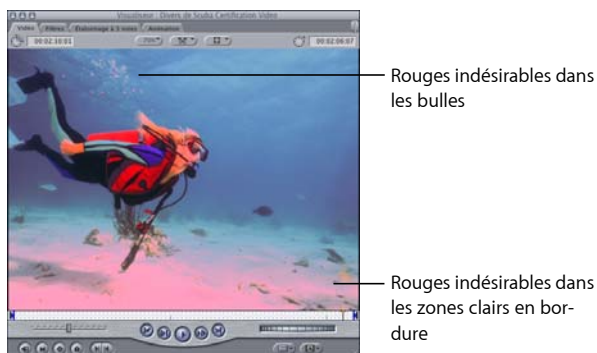 Visualiseur : Divers de Scuba Certification Video
Vidéo Filtres Étalonnage à 3 voies Animation
00:02:10:01 00:02:06:07
Rouges indésirables dans
les bulles
Rouges indésirables dans
les zones clairs en bor-
dure